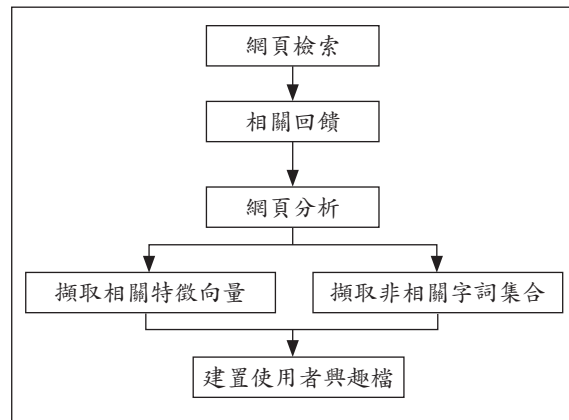 網頁檢索
相關回饋
網頁分析
擷取相關特徵向量
擷取非相關字詞集合
建置使用者興趣檔